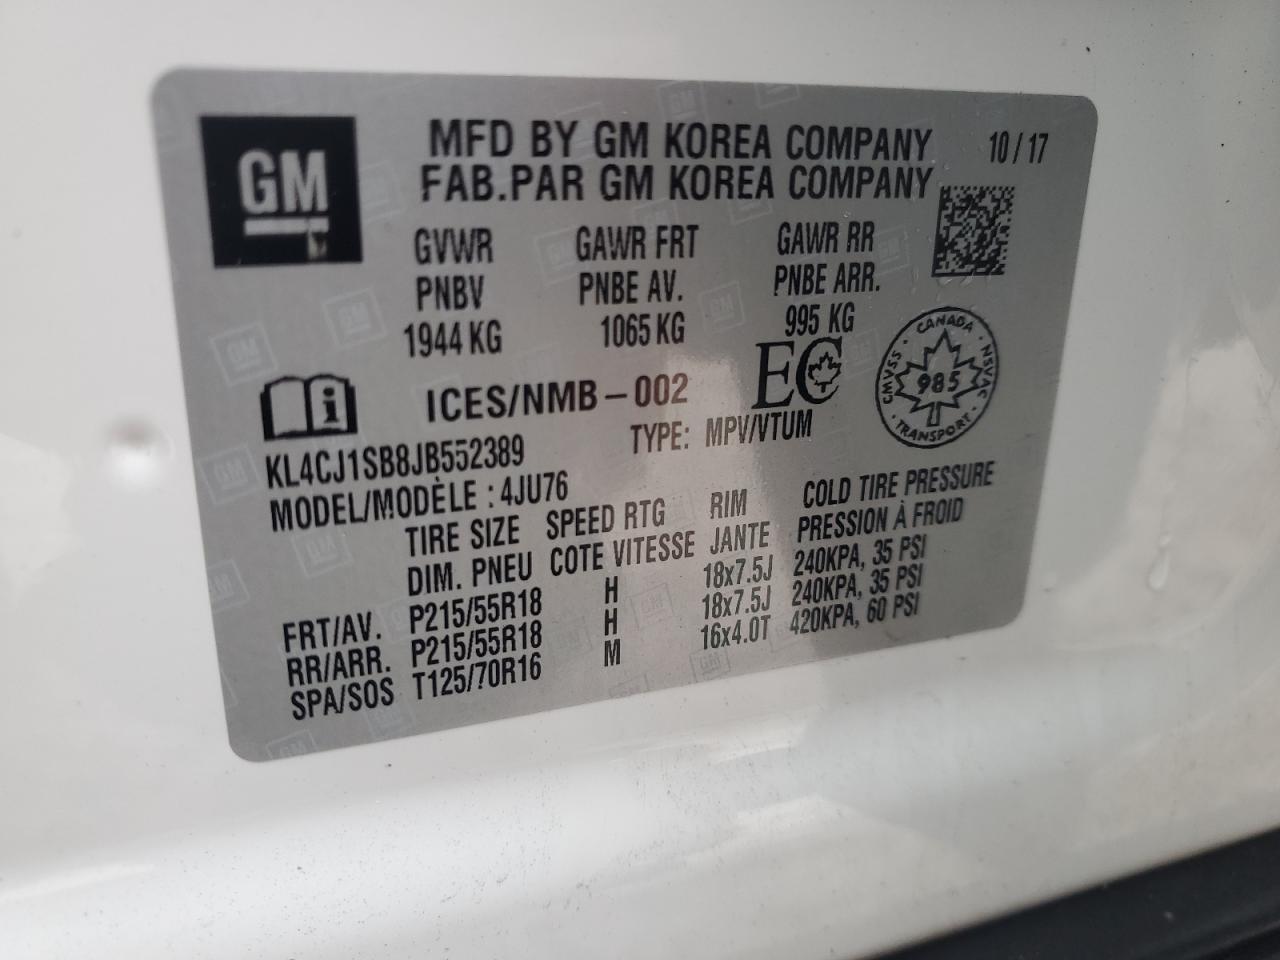 GM
MFD BY GM KOREA COMPANY 10/17
FAB.PAR GM KOREA COMPANY
GVWR GAWR FRT GAWR RR
PNBV PNBE AV. PNBE ARR.
1944 KG 1065 KG 995 KG
ICES/NMB-002 EC
CANADA
CMVSS 985 NSVAC
TRANSPORT
KL4CJ1SB8JB552389 TYPE: MPV/VTUM
MODEL/MODÈLE : 4JU76
TIRE SIZE SPEED RTG RIM COLD TIRE PRESSURE
DIM. PNEU COTE VITESSE JANTE PRESSION À FROID
FRT/AV. P215/55R18 H 18x7.5J 240KPA, 35 PSI
RR/ARR. P215/55R18 H 18x7.5J 240KPA, 35 PSI
SPA/SOS T125/70R16 M 16x4.0T 420KPA, 60 PSI